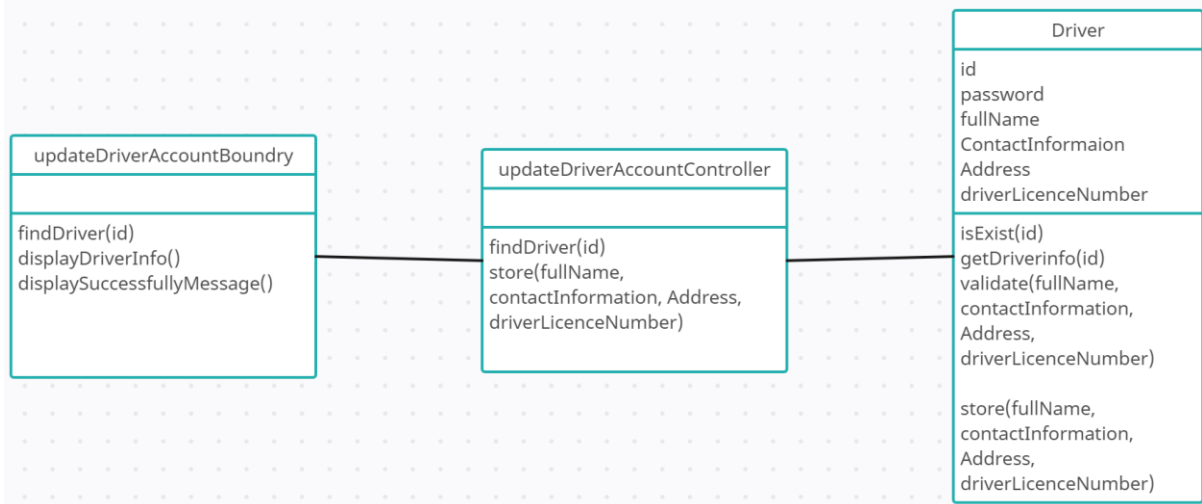 updateDriverAccountBoundry
findDriver(id)
displayDriverInfo()
displaySuccessfullyMessage()
updateDriverAccountController
findDriver(id)
store(fullName,
contactInformation, Address,
driverLicenceNumber)
Driver
id
password
fullName
ContactInformaion
Address
driverLicenceNumber
isExist(id)
getDriverinfo(id)
validate(fullName,
contactInformation,
Address,
driverLicenceNumber)
store(fullName,
contactInformation,
Address,
driverLicenceNumber)